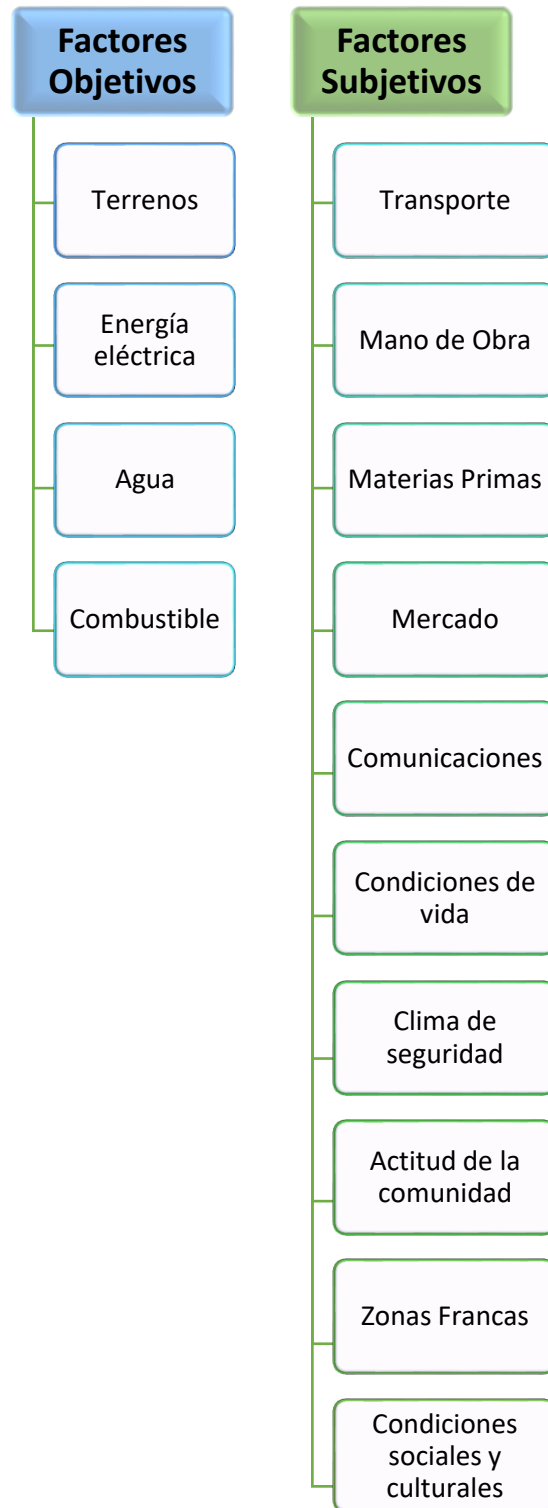 Factores
Objetivos
Terrenos
Energía
eléctrica
Agua
Combustible
Factores
Subjetivos
Transporte
Mano de Obra
Materias Primas
Mercado
Comunicaciones
Condiciones de
vida
Clima de
seguridad
Actitud de la
comunidad
Zonas Francas
Condiciones
sociales y
culturales